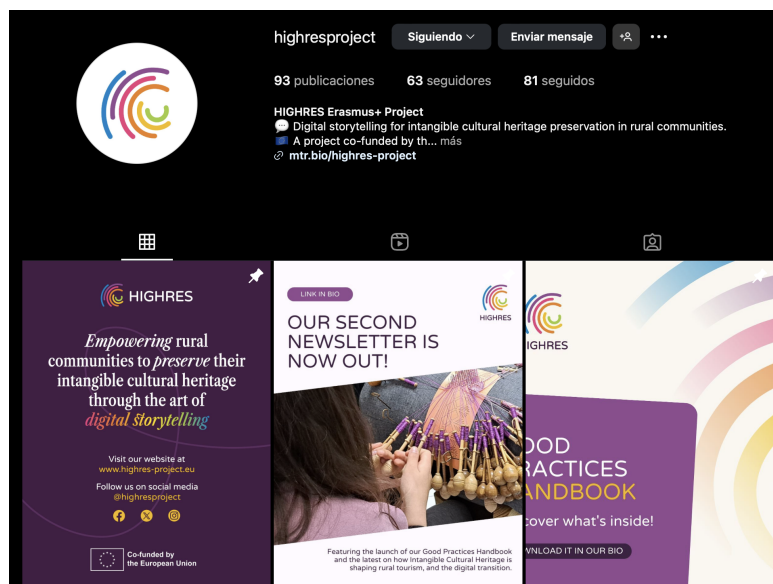 highresproject Siguiendo Enviar mensaje
93 publicaciones 63 seguidores 81 seguidos
HIGHRES Erasmus+ Project
Digital storytelling for intangible cultural heritage preservation in rural communities.
A project co-funded by th... más
mtr.bio/highres-project
HIGHRES
Empowering rural
communities to preserve their
intangible cultural heritage
through the art of
digital storytelling
Visit our website at
www.highres-project.eu
Follow us on social media
@highresproject
Co-funded by
the European Union
LINK IN BIO
HIGHRES
OUR SECOND
NEWSLETTER IS
NOW OUT!
Featuring the launch of our Good Practices Handbook
and the latest on how Intangible Cultural Heritage is
shaping rural tourism, and the digital transition.
IGHRES
OOD
RACTICES
ANDBOOK
cover what's inside!
WNLOAD IT IN OUR BIO